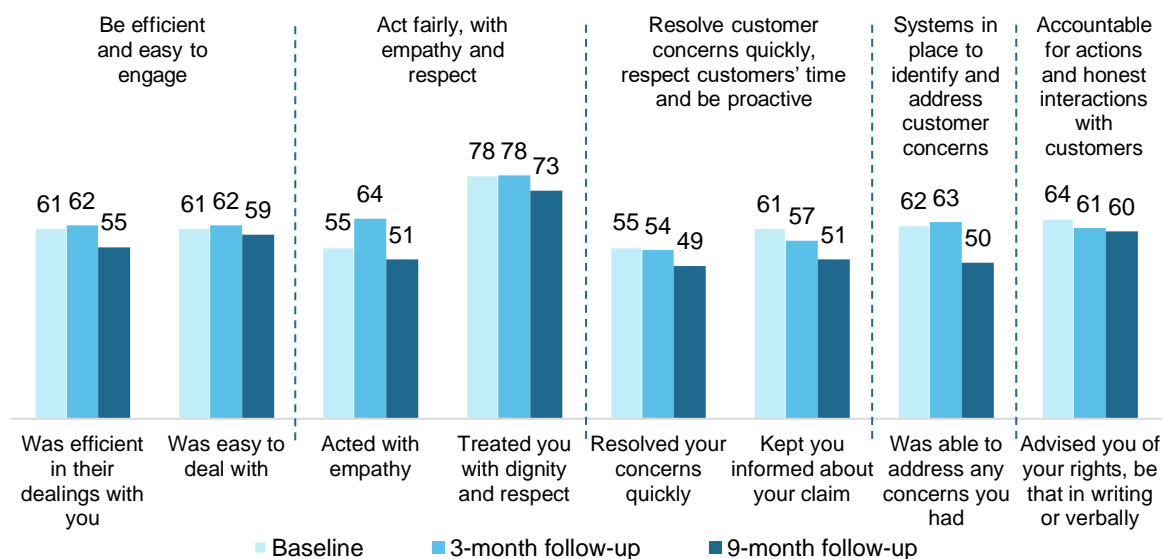 Be efficient
and easy to
engage
Act fairly, with
empathy and
respect
Resolve customer
concerns quickly,
respect customers' time
and be proactive
Systems in
place to
identify and
address
customer
concerns
Accountable
for actions
and honest
interactions
with
customers
61 62 55
61 62 59
55 64 51
78 78 73
55 54 49
61 57 51
62 63 50
64 61 60
Was efficient
in their
dealings with
you
Was easy to
deal with
Acted with
empathy
Treated you
with dignity
and respect
Resolved your
concerns
quickly
Kept you
informed about
your claim
Was able to
address any
concerns you
had
Advised you of
your rights, be
that in writing
or verbally
Baseline 3-month follow-up 9-month follow-up